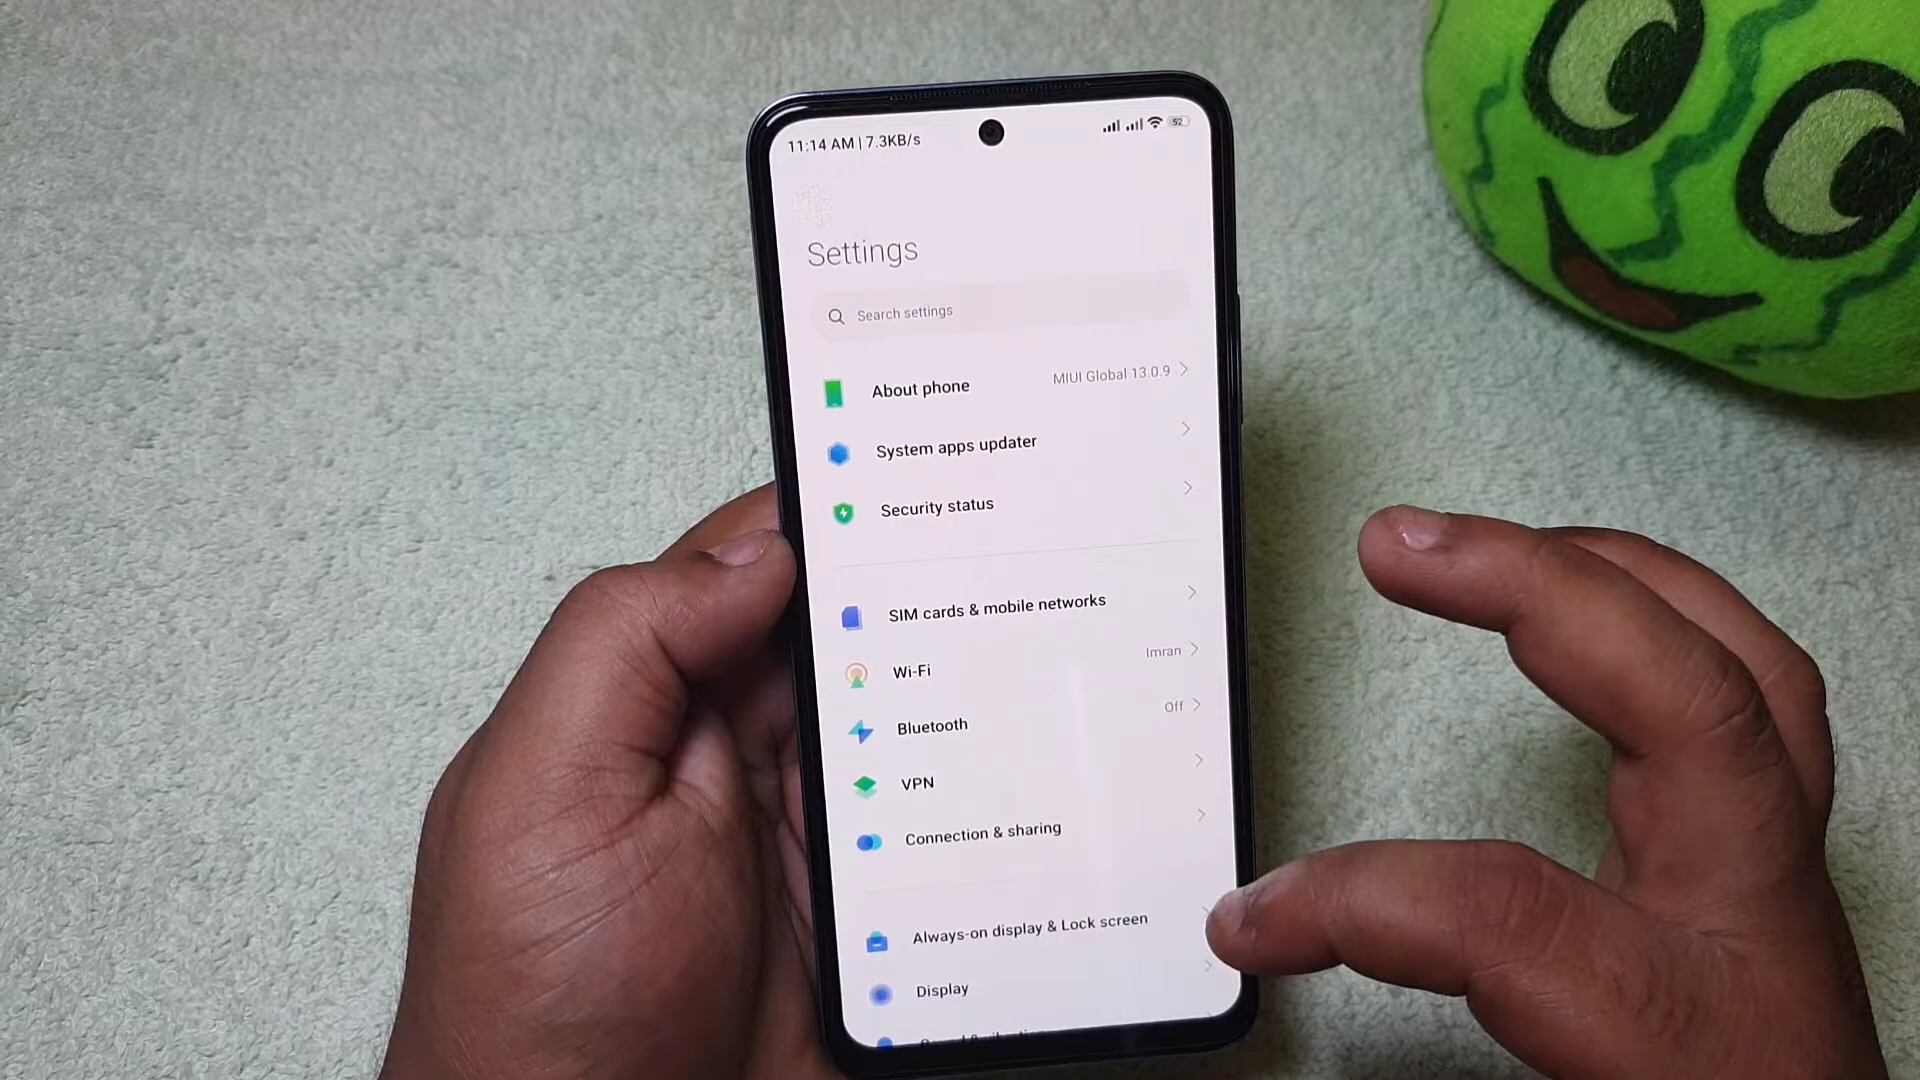 11:14 AM | 7.3KB/s
52
Settings
Search settings
About phone
MIUI Global 13.0.9
System apps updater
Security status
SIM cards & mobile networks
Wi-Fi
Imran
Bluetooth
Off
VPN
Connection & sharing
Always-on display & Lock screen
Display